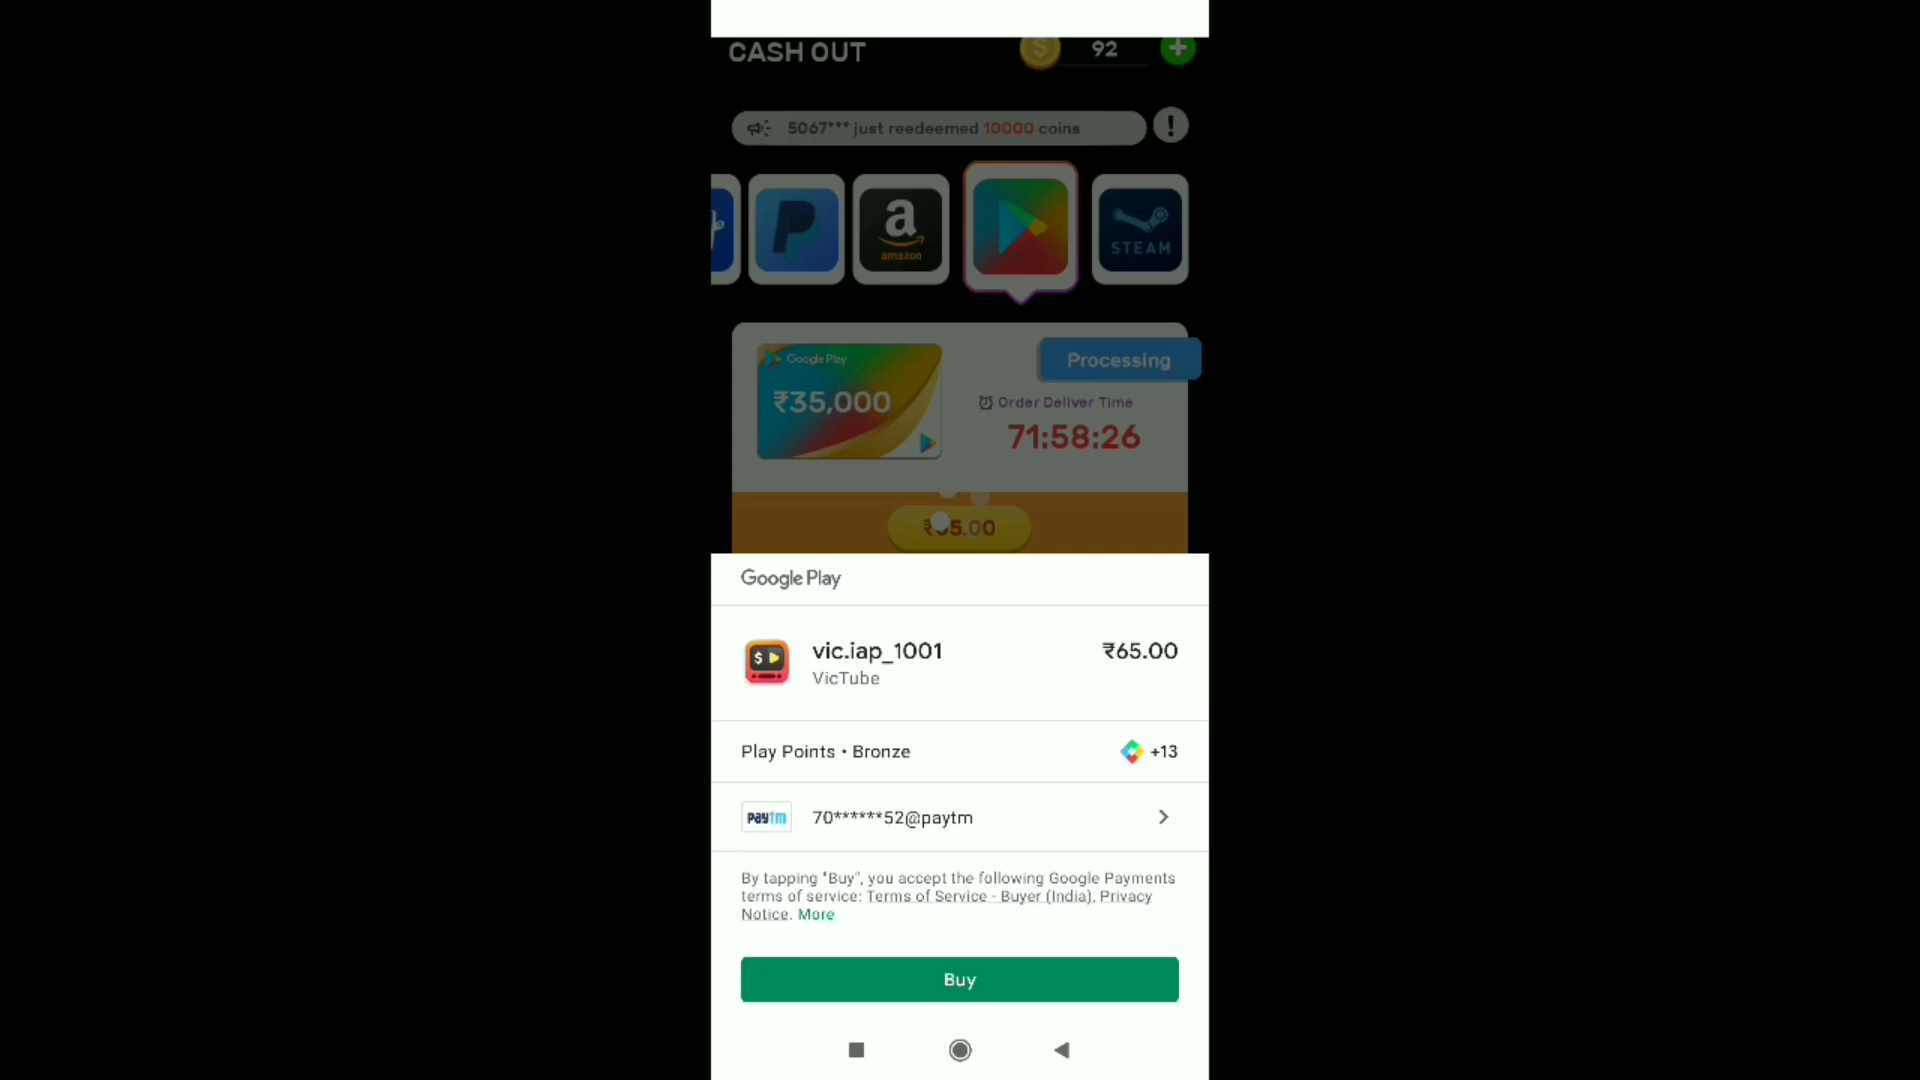 CASH OUT
92
5067*** just reedeemed 10000 coins
amazon
STEAM
Google Play
Processing
₹35,000
Order Deliver Time
71:58:26
Google Play
vic.iap_1001
₹65.00
VicTube
Play Points • Bronze
+13
paytm
70******52@paytm
By tapping "Buy", you accept the following Google Payments
terms of service: Terms of Service - Buyer (India), Privacy
Notice. More
Buy